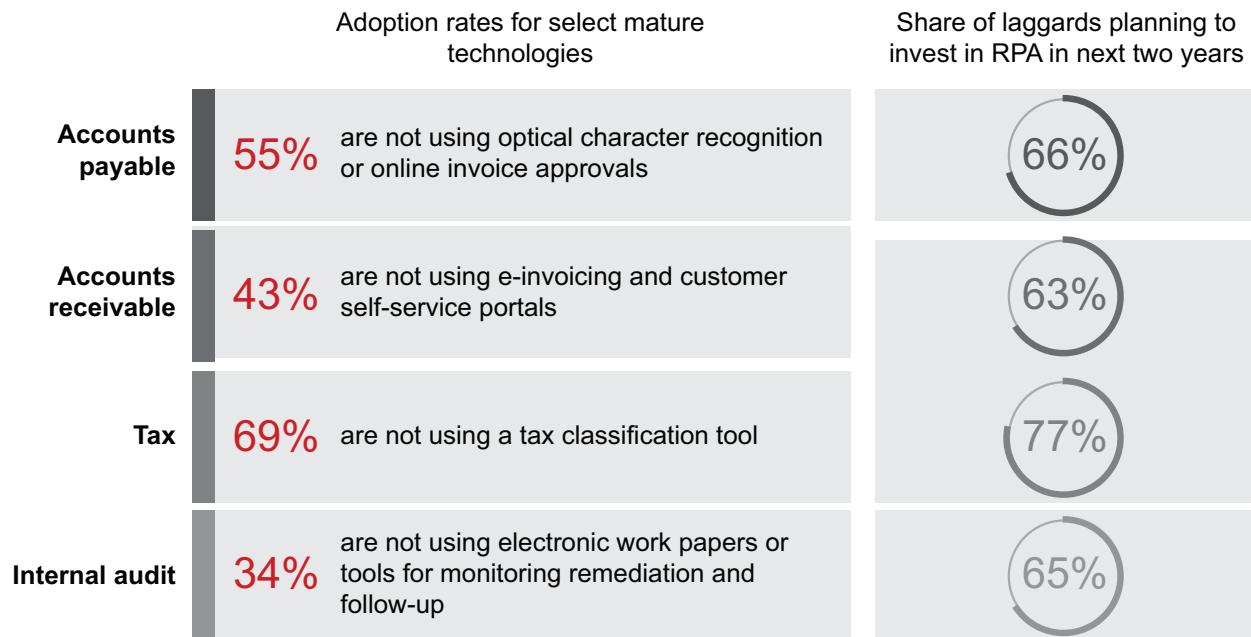 Adoption rates for select mature
technologies
Share of laggards planning to
invest in RPA in next two years
Accounts
payable
55%
are not using optical character recognition
or online invoice approvals
66%
Accounts
receivable
43%
are not using e-invoicing and customer
self-service portals
63%
Tax
69%
are not using a tax classification tool
77%
Internal audit
34%
are not using electronic work papers or
tools for monitoring remediation and
follow-up
65%